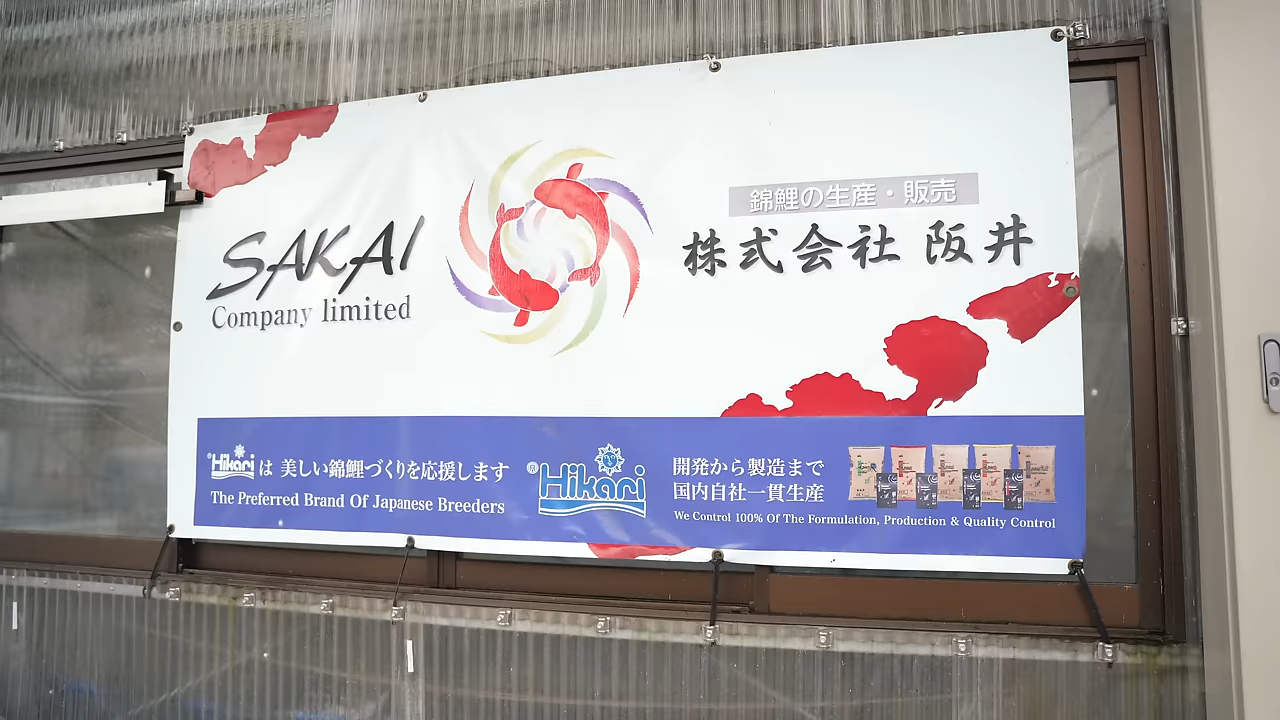 SAKAI
Company limited
錦鯉の生産・販売
株式会社 阪井
Hikari は 美しい錦鯉づくりを応援します
The Preferred Brand Of Japanese Breeders
® Hikari
開発から製造まで
国内自社一貫生産
We Control 100% Of The Formulation, Production & Quality Control